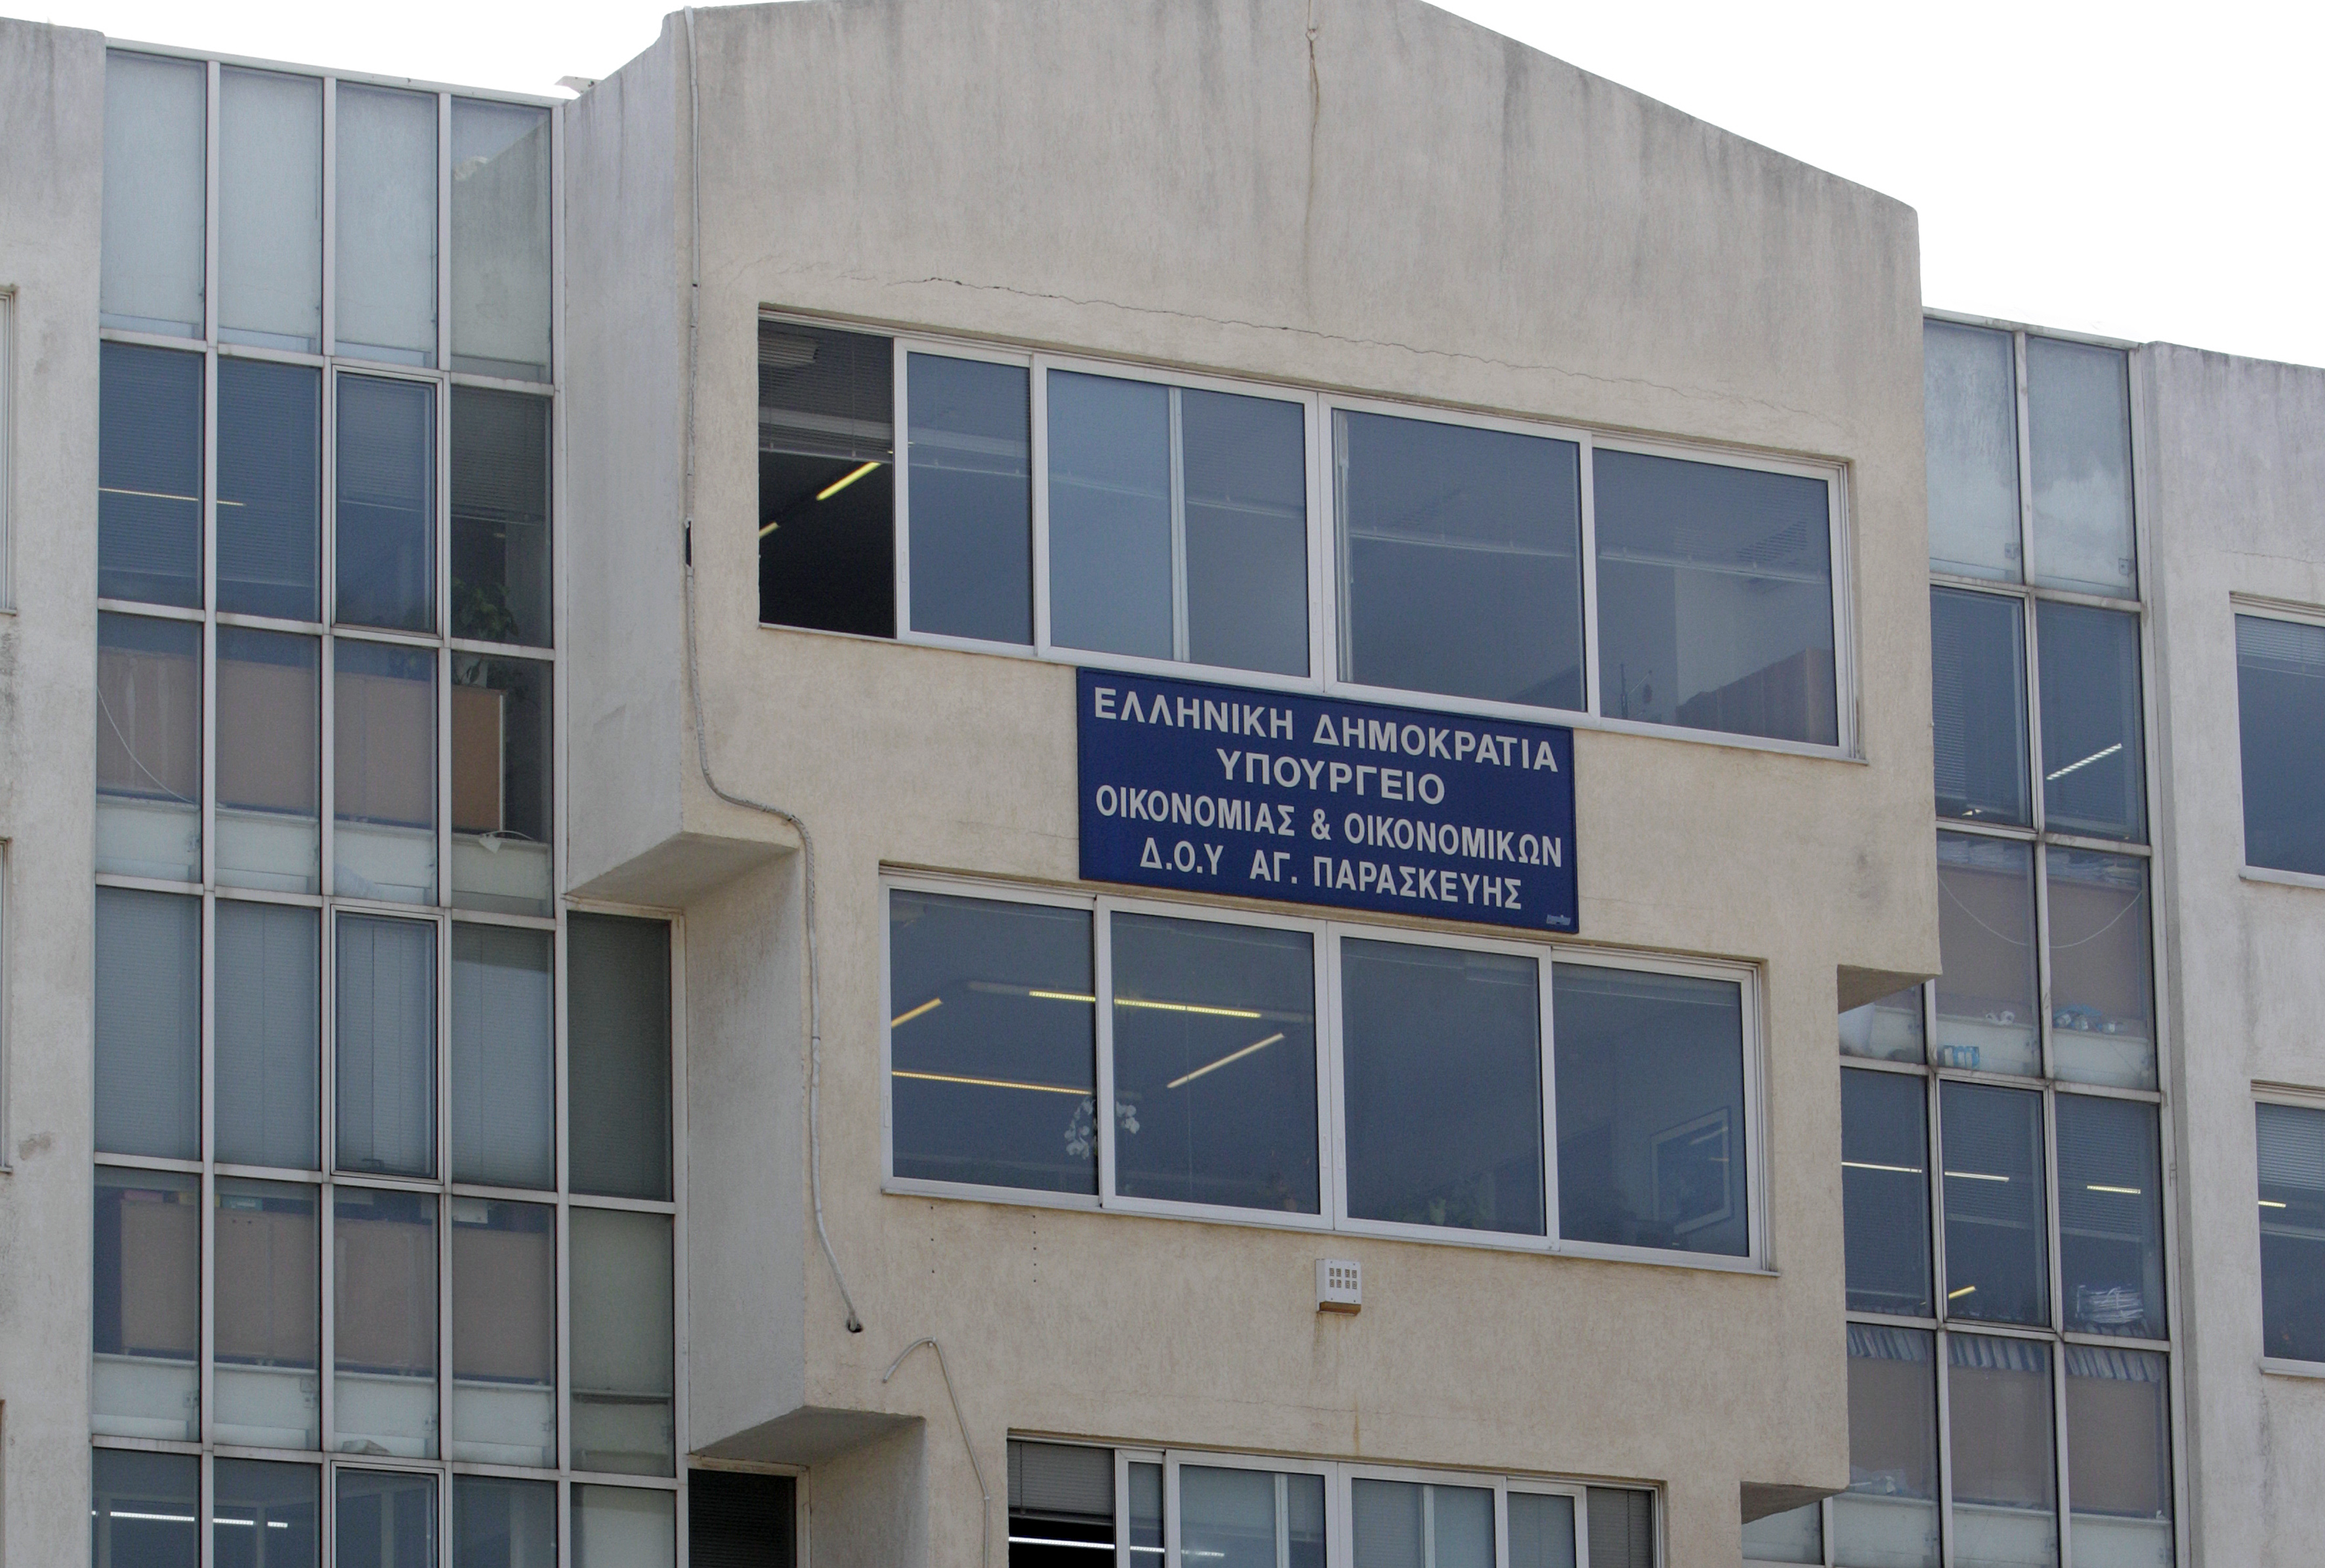 ΕΛΛΗΝΙΚΗ ΔΗΜΟΚΡΑΤΙΑ
ΥΠΟΥΡΓΕΙΟ
ΟΙΚΟΝΟΜΙΑΣ & ΟΙΚΟΝΟΜΙΚΩΝ
Δ.Ο.Υ ΑΓ. ΠΑΡΑΣΚΕΥΗΣ